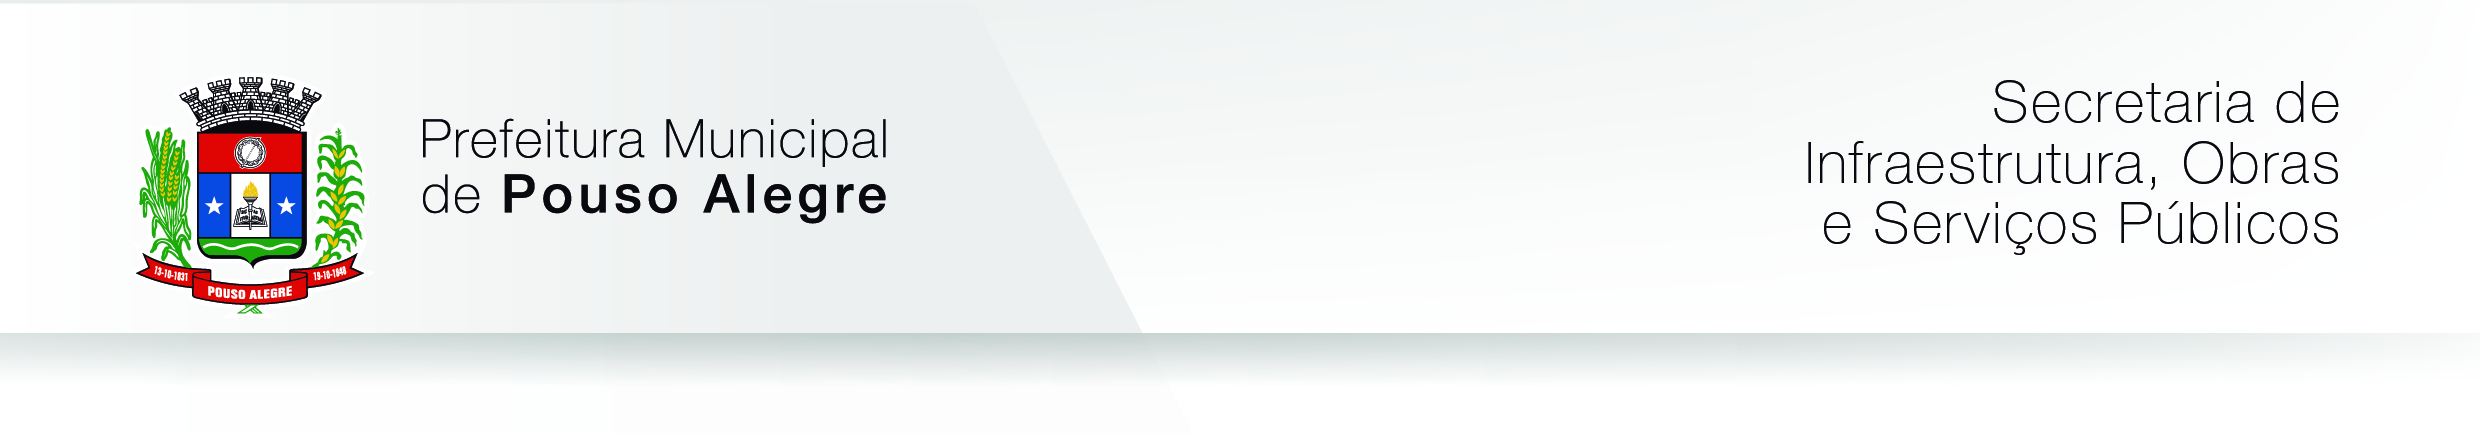 Prefeitura Municipal
de Pouso Alegre
Secretaria de
Infraestrutura, Obras
e Serviços Públicos
13-10-1831
19-10-1848
POUSO ALEGRE